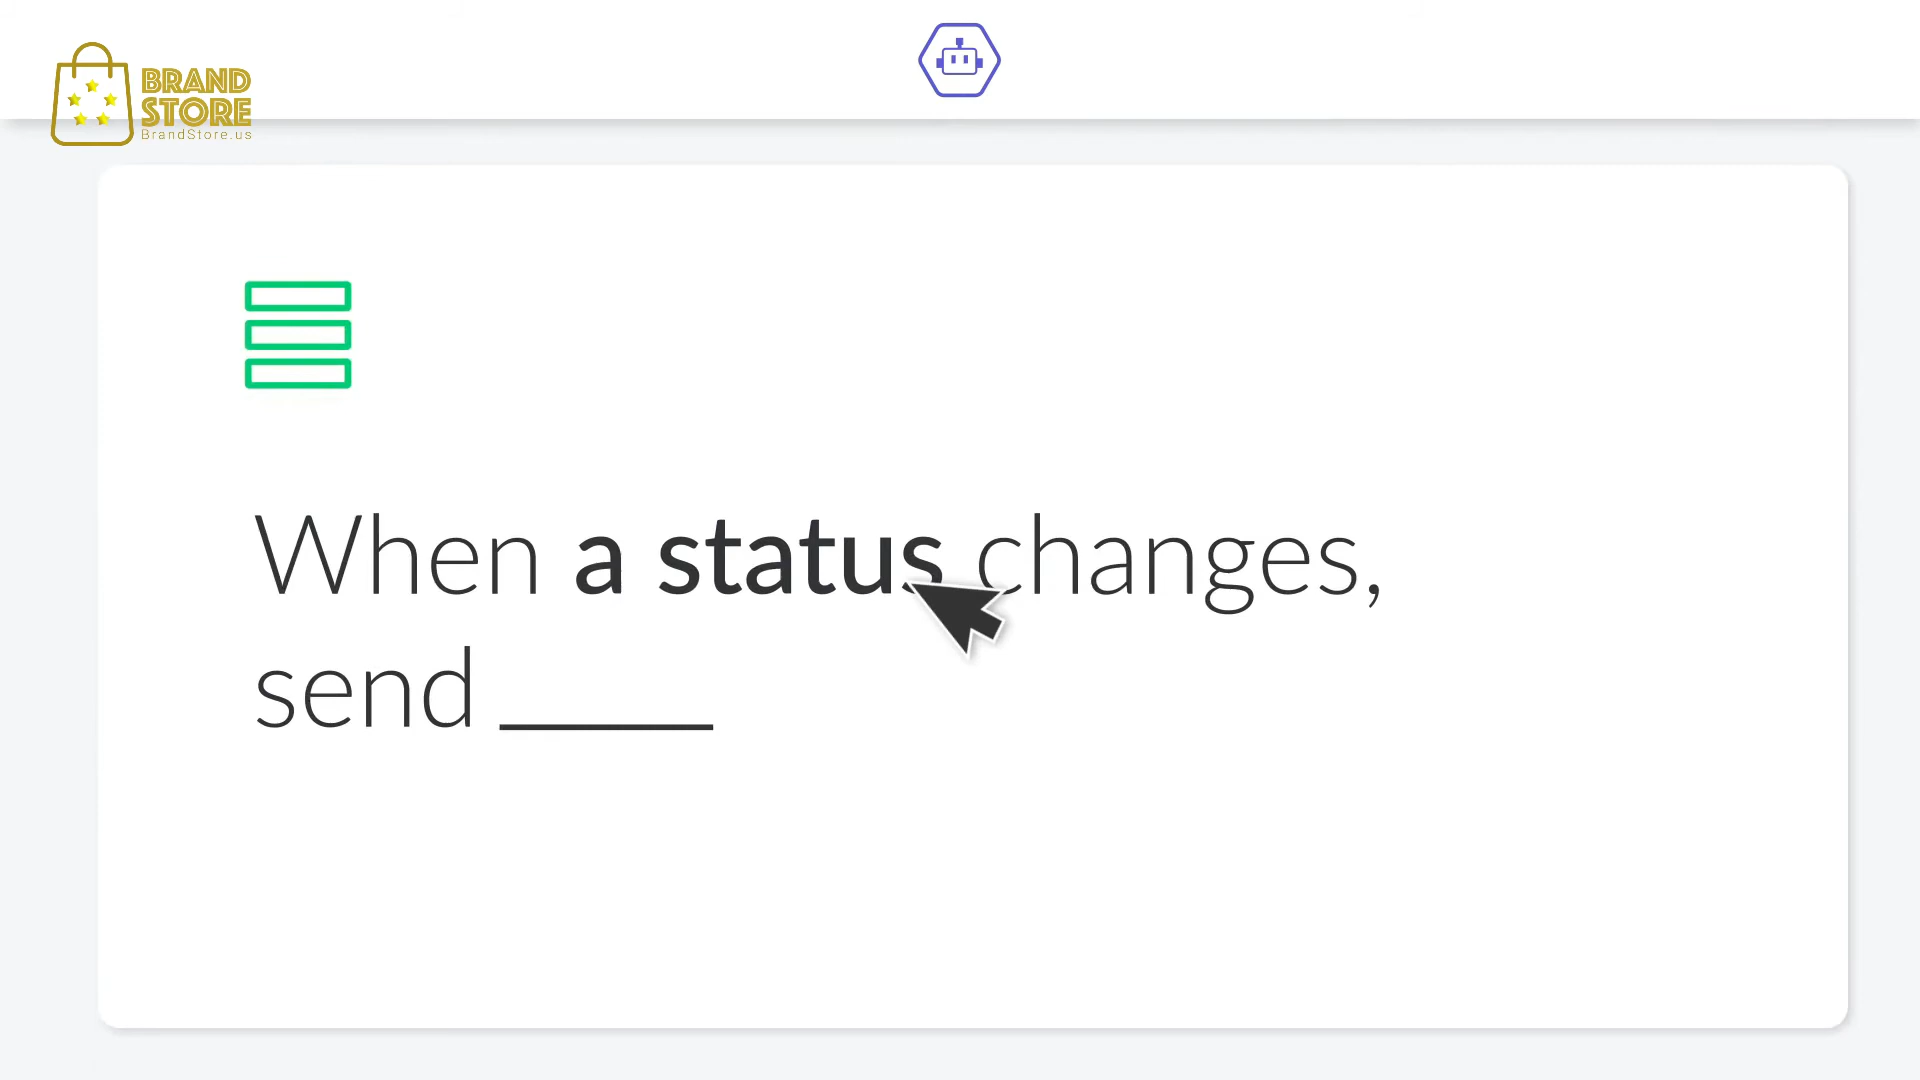 BRAND
STORE
BrandStore.us
When a status changes,
send ____